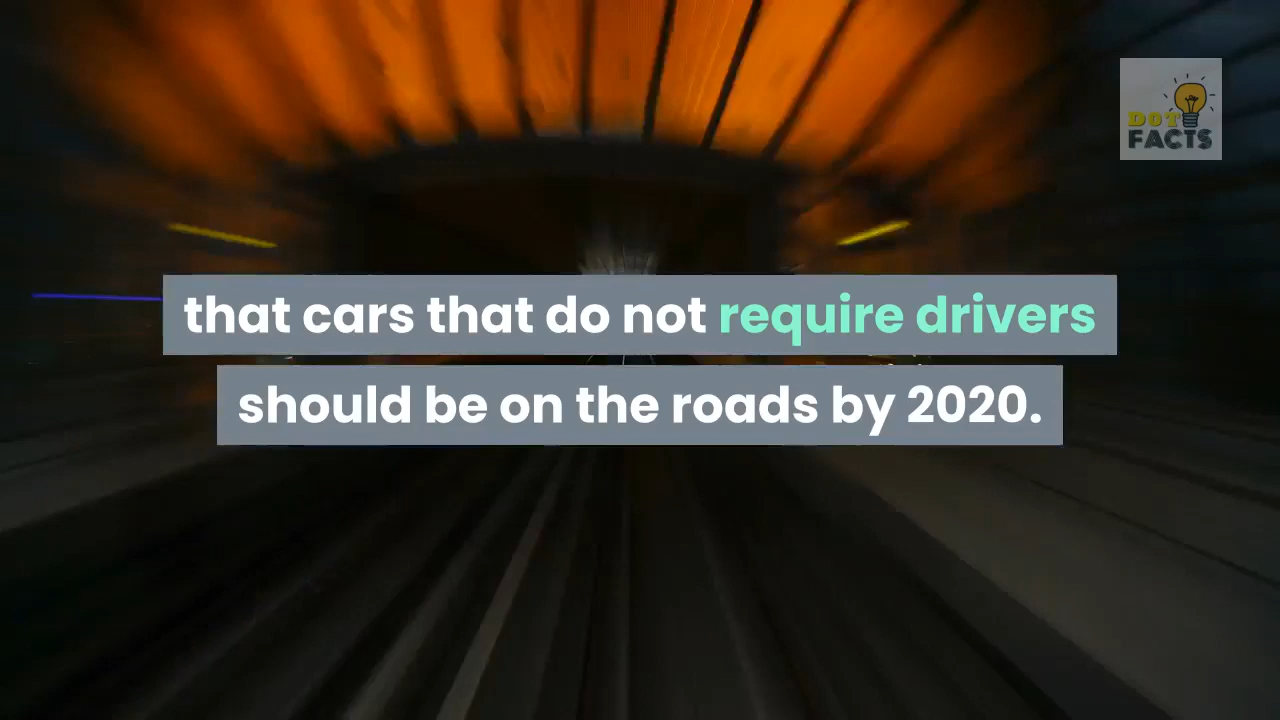 DOT
FACTS
that cars that do not require drivers
should be on the roads by 2020.